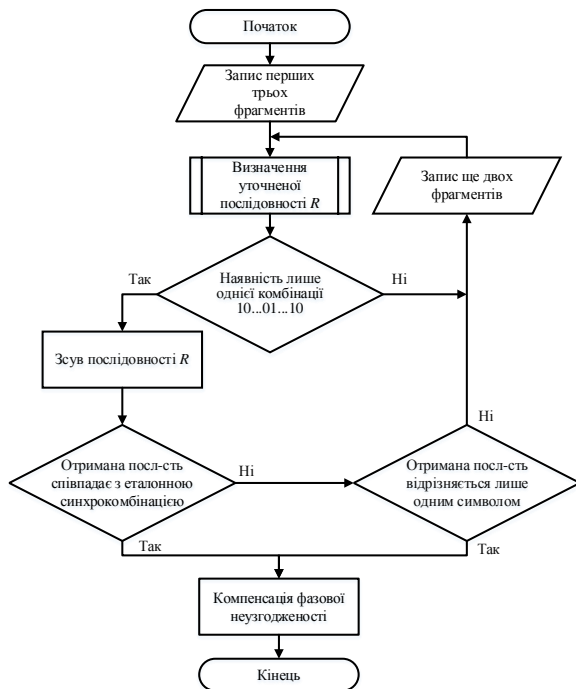 Початок
Запис перших
трьох
фрагментів
Визначення
уточненої
послідовності R
Запис ще двох
фрагментів
Так
Наявність лише
однієї комбінації
10...01...10
Ні
Зсув послідовності R
Ні
Отримана посл-сть
співпадає з еталонною
синхрокомбінацією
Ні
Отримана посл-сть
відрізняється лише
одним символом
Так
Так
Компенсація фазової
неузгодженості
Кінець